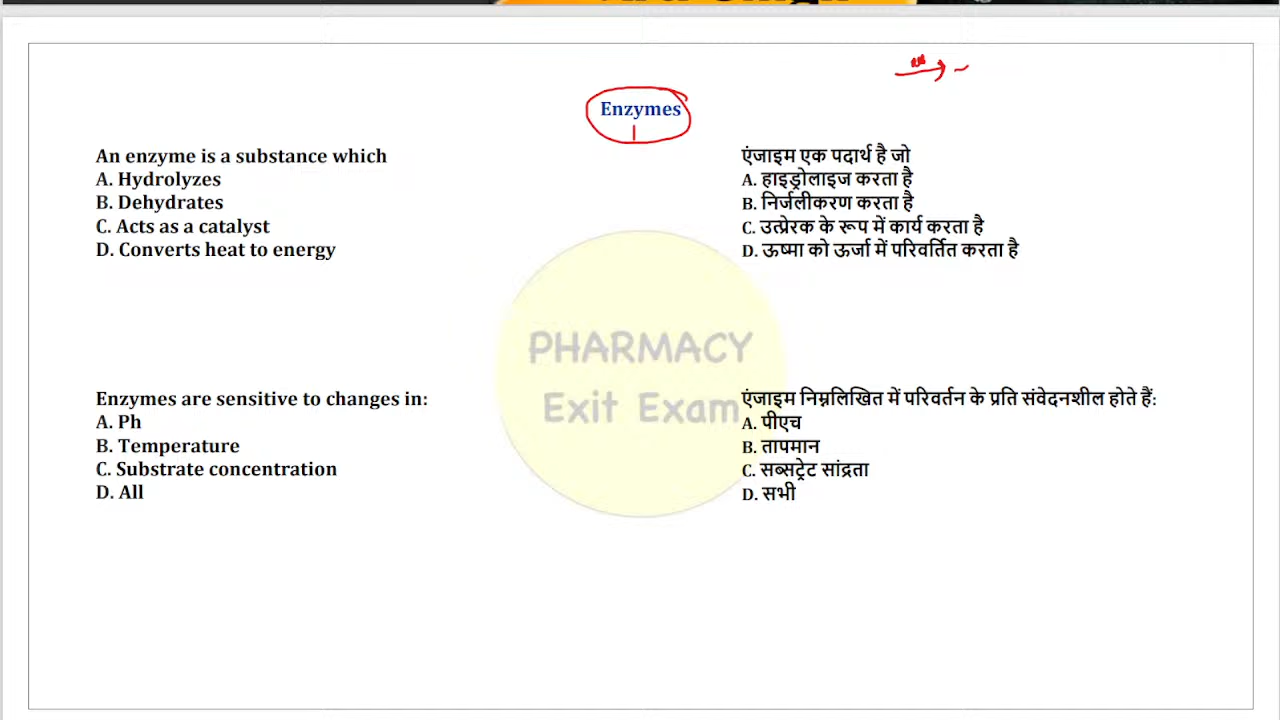 Enzymes
An enzyme is a substance which
A. Hydrolyzes
B. Dehydrates
C. Acts as a catalyst
D. Converts heat to energy
एंजाइम एक पदार्थ है जो
A. हाइड्रोलाइज करता है
B. निर्जलीकरण करता है
C. उत्प्रेरक के रूप में कार्य करता है
D. ऊष्मा को ऊर्जा में परिवर्तित करता है
PHARMACY
Exit Exam
Enzymes are sensitive to changes in:
A. Ph
B. Temperature
C. Substrate concentration
D. All
एंजाइम निम्नलिखित में परिवर्तन के प्रति संवेदनशील होते हैं:
A. पीएच
B. तापमान
C. सब्सट्रेट सांद्रता
D. सभी